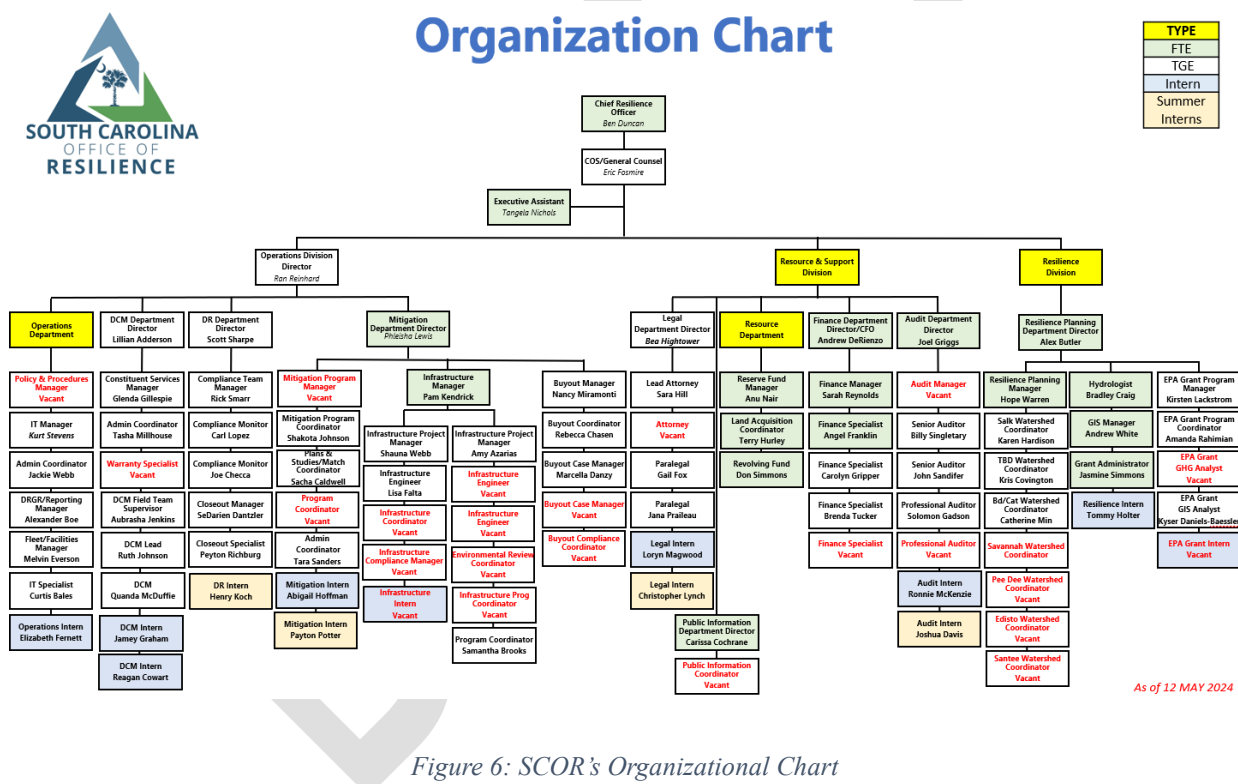 Organization Chart
SOUTH CAROLINA
OFFICE OF
RESILIENCE
TYPE
FTE
TGE
Intern
Summer
Interns
Chief Resilience
Officer
Ben Duncan
COS/General Counsel
Eric Fosmire
Executive Assistant
Tangela Nichols
Operations Division
Director
Ran Reinhard
Resource & Support
Division
Resilience
Division
Operations
Department
DCM Department
Director
Lillian Adderson
DR Department
Director
Scott Sharpe
Mitigation
Department Director
Phleisha Lewis
Legal
Department Director
Bea Hightower
Resource
Department
Finance Department
Director/CFO
Andrew DeRienzo
Audit Department
Director
Joel Griggs
Resilience Planning
Department Director
Alex Butler
Policy & Procedures
Manager
Vacant
IT Manager
Kurt Stevens
Admin Coordinator
Jackie Webb
DRGR/Reporting
Manager
Alexander Boe
Fleet/Facilities
Manager
Melvin Everson
IT Specialist
Curtis Bales
Operations Intern
Elizabeth Fernett
Constituent Services
Manager
Glenda Gillespie
Admin Coordinator
Tasha Millhouse
Warranty Specialist
Vacant
DCM Field Team
Supervisor
Aubrasha Jenkins
DCM Lead
Ruth Johnson
DCM
Quanda McDuffie
DCM Intern
Jamey Graham
DCM Intern
Reagan Cowart
Compliance Team
Manager
Rick Smarr
Compliance Monitor
Carl Lopez
Compliance Monitor
Joe Checca
Closeout Manager
SeDarien Dantzler
Closeout Specialist
Peyton Richburg
DR Intern
Henry Koch
Mitigation Program
Manager
Vacant
Mitigation Program
Coordinator
Shakota Johnson
Plans &
Studies/Match
Coordinator
Sacha Caldwell
Program
Coordinator
Vacant
Admin
Coordinator
Tara Sanders
Mitigation Intern
Abigail Hoffman
Mitigation Intern
Payton Potter
Infrastructure
Manager
Pam Kendrick
Infrastructure Project
Manager
Shauna Webb
Infrastructure
Engineer
Lisa Falta
Infrastructure
Coordinator
Vacant
Infrastructure
Compliance Manager
Vacant
Infrastructure
Intern
Vacant
Infrastructure Project
Manager
Amy Azarias
Infrastructure
Engineer
Vacant
Infrastructure
Engineer
Vacant
Environmental Review
Coordinator
Vacant
Infrastructure Prog
Coordinator
Vacant
Program Coordinator
Samantha Brooks
Buyout Manager
Nancy Miramonti
Buyout Coordinator
Rebecca Chasen
Buyout Case Manager
Marcella Danzy
Buyout Case Manager
Vacant
Buyout Compliance
Coordinator
Vacant
Lead Attorney
Sara Hill
Attorney
Vacant
Paralegal
Gail Fox
Paralegal
Jana Praileau
Legal Intern
Loryn Magwood
Legal Intern
Christopher Lynch
Public Information
Department Director
Carissa Cochrane
Public Information
Coordinator
Vacant
Reserve Fund
Manager
Anu Nair
Land Acquisition
Coordinator
Terry Hurley
Revolving Fund
Don Simmons
Finance Manager
Sarah Reynolds
Finance Specialist
Angel Franklin
Finance Specialist
Carolyn Gripper
Finance Specialist
Brenda Tucker
Finance Specialist
Vacant
Audit Manager
Vacant
Senior Auditor
Billy Singletary
Senior Auditor
John Sandifer
Professional Auditor
Solomon Gadson
Professional Auditor
Vacant
Audit Intern
Ronnie McKenzie
Audit Intern
Joshua Davis
Resilience Planning
Manager
Hope Warren
Salk Watershed
Coordinator
Karen Hardison
TBD Watershed
Coordinator
Kris Covington
Bd/Cat Watershed
Coordinator
Catherine Min
Savannah Watershed
Coordinator
Pee Dee Watershed
Coordinator
Vacant
Edisto Watershed
Coordinator
Vacant
Santee Watershed
Coordinator
Vacant
Hydrologist
Bradley Craig
GIS Manager
Andrew White
Grant Administrator
Jasmine Simmons
Resilience Intern
Tommy Holter
EPA Grant Program
Manager
Kirsten Lackstrom
EPA Grant Program
Coordinator
Amanda Rahimian
EPA Grant
GHG Analyst
Vacant
EPA Grant
GIS Analyst
Kyser Daniels-Baessler
EPA Grant Intern
Vacant
As of 12 MAY 2024
Figure 6: SCOR's Organizational Chart